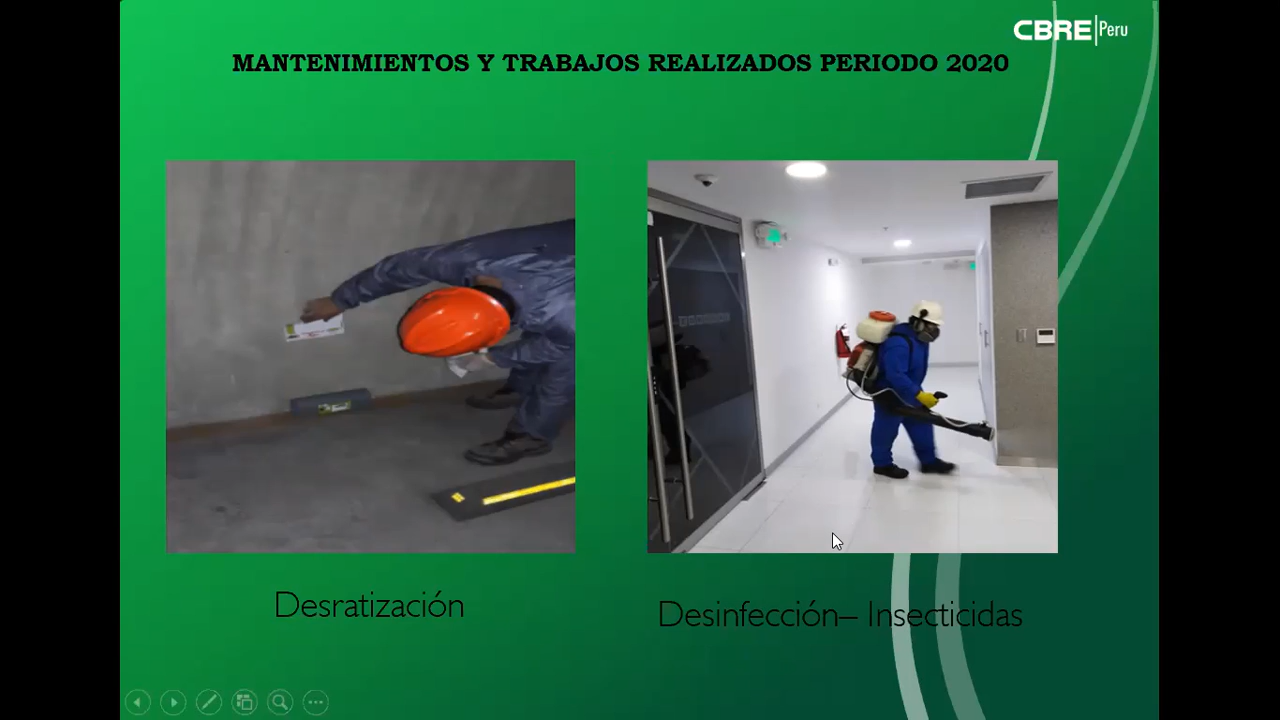 CBRE Peru
MANTENIMIENTOS Y TRABAJOS REALIZADOS PERIODO 2020
Desratización
Desinfección– Insecticidas